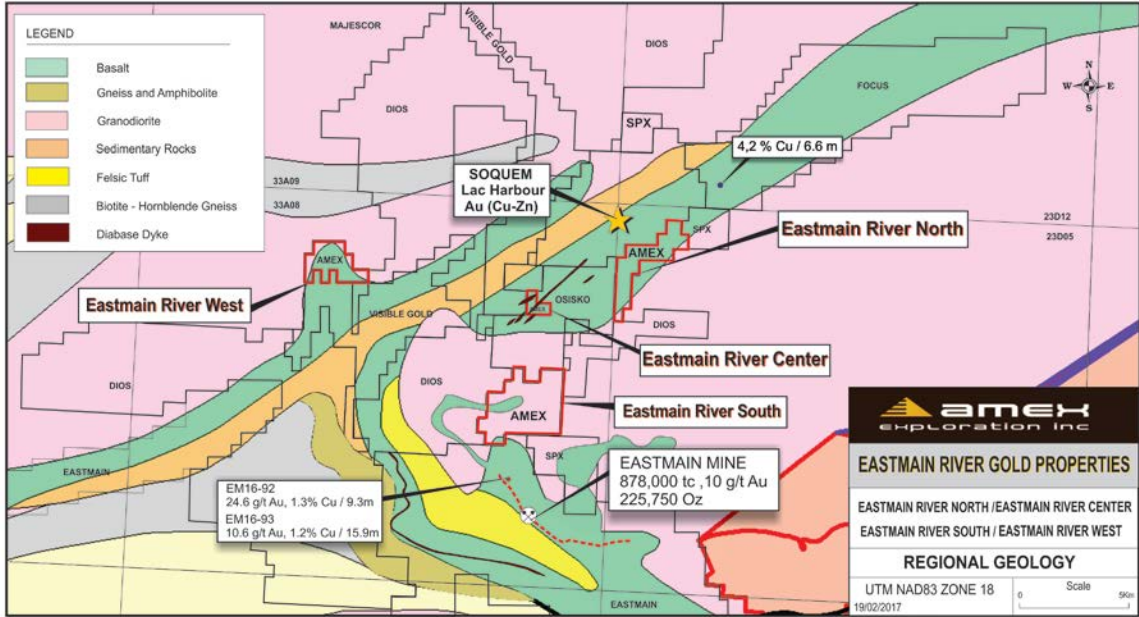 LEGEND
Basalt
Gneiss and Amphibolite
Granodiorite
Sedimentary Rocks
Felsic Tuff
Biotite - Hornblende Gneiss
Diabase Dyke
MAJESCOR
VISIBLE GOLD
DIOS
DIOS
FOCUS
N
W E
S
SPX
4,2 % Cu / 6.6 m
33A09
33A08
SOQUEM
Lac Harbour
Au (Cu-Zn)
23D12
23D05
SPX
Eastmain River North
AMEX
AMEX
Eastmain River West
OSISKO
VISIBLE GOLD
DIOS
Eastmain River Center
DIOS
DIOS
AMEX
Eastmain River South
EASTMAIN
SPX
EASTMAIN MINE
878,000 tc ,10 g/t Au
225,750 Oz
EM16-92
24.6 g/t Au, 1.3% Cu / 9.3m
EM16-93
10.6 g/t Au, 1.2% Cu / 15.9m
EASTMAIN
amex
EXPLORATION inc
EASTMAIN RIVER GOLD PROPERTIES
EASTMAIN RIVER NORTH /EASTMAIN RIVER CENTER
EASTMAIN RIVER SOUTH / EASTMAIN RIVER WEST
REGIONAL GEOLOGY
UTM NAD83 ZONE 18
19/02/2017
Scale
0 5Km